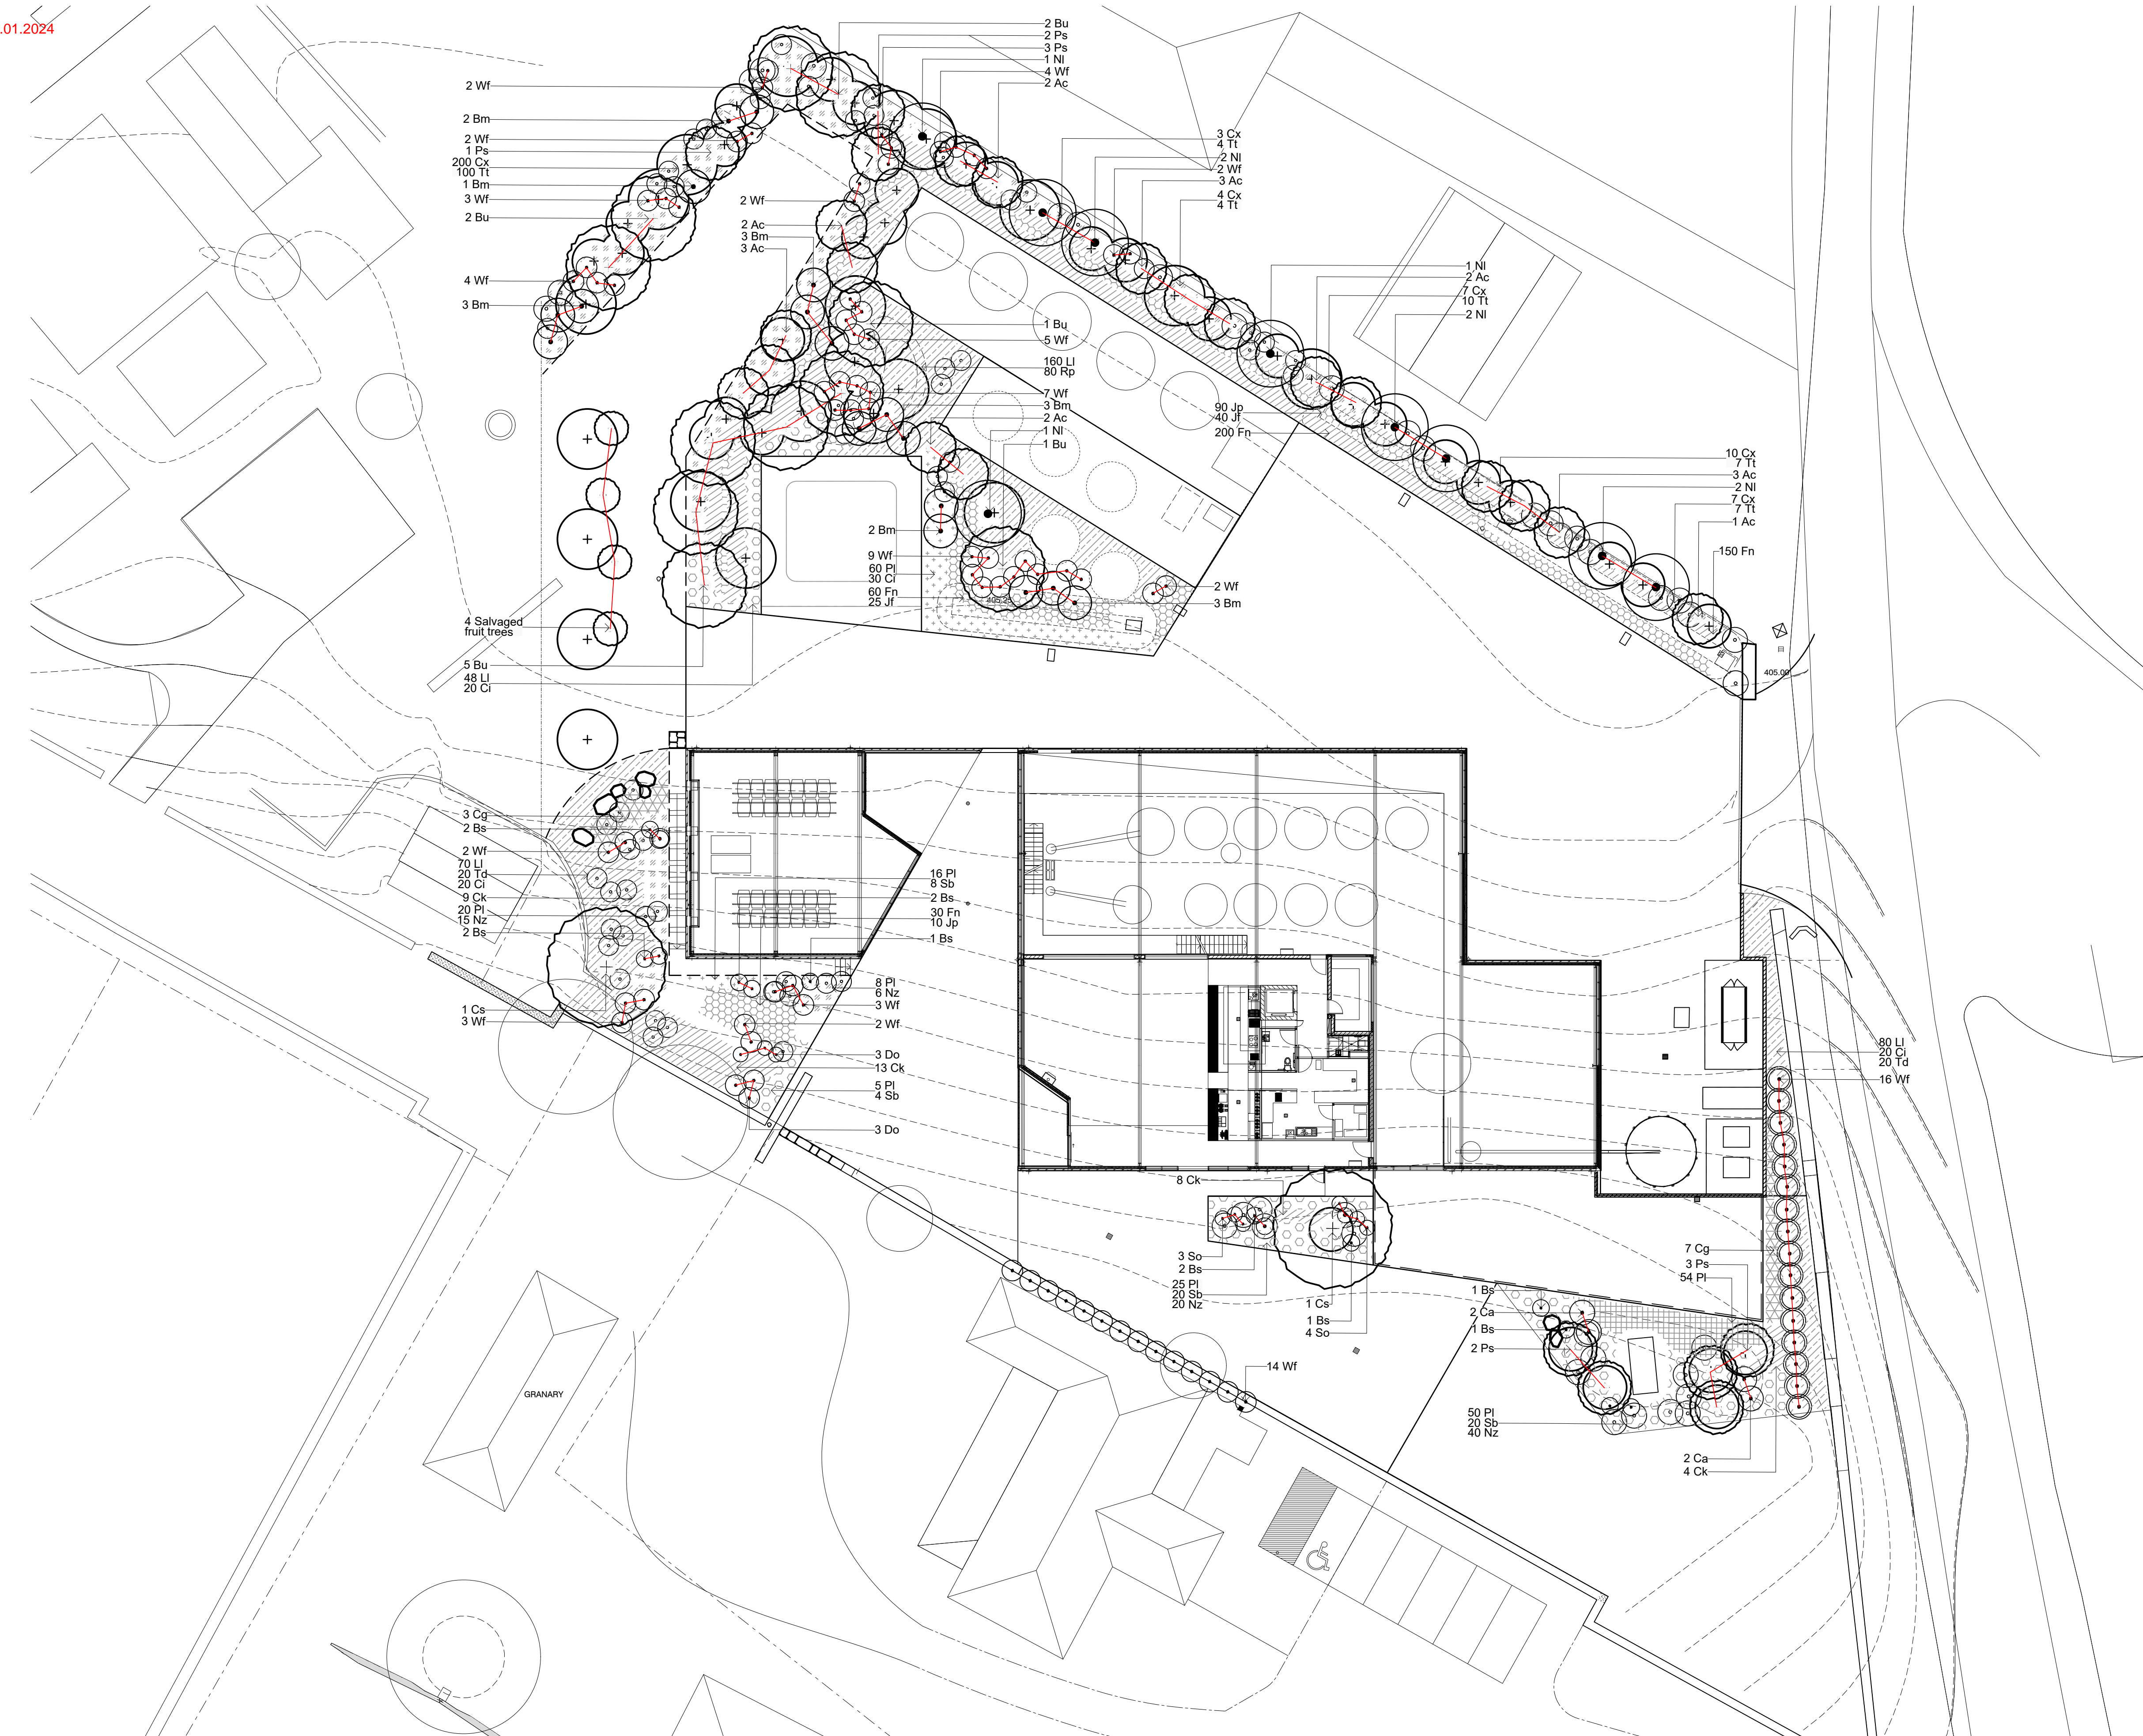 .01.2024
2 Bu
2 Ps
3 Ps
1 Nl
4 Wf
2 Ac
2 Wf
2 Bm
2 Wf
1 Ps
200 Cx
100 Tt
1 Bm
3 Wf
2 Bu
4 Wf
3 Bm
3 Cx
4 Tt
2 Nl
2 Wf
3 Ac
4 Cx
4 Tt
2 Wf
2 Ac
3 Bm
3 Ac
1 Nl
2 Ac
7 Cx
10 Tt
2 Nl
1 Bu
5 Wf
160 Ll
80 Rp
7 Wf
3 Bm
2 Ac
1 Nl
1 Bu
90 Jp
40 Jf
200 Fn
10 Cx
7 Tt
3 Ac
2 Nl
7 Cx
7 Tt
1 Ac
150 Fn
2 Bm
9 Wf
60 Pl
30 Ci
60 Fn
25 Jf
2 Wf
3 Bm
4 Salvaged
fruit trees
5 Bu
48 Ll
20 Ci
405.00
3 Cg
2 Bs
2 Wf
70 Ll
20 Td
20 Ci
9 Ck
20 Pl
15 Nz
2 Bs
1 Cs
3 Wf
16 Pl
8 Sb
2 Bs
30 Fn
10 Jp
1 Bs
8 Pl
6 Nz
3 Wf
2 Wf
3 Do
13 Ck
5 Pl
4 Sb
3 Do
80 Ll
20 Ci
20 Td
16 Wf
8 Ck
3 So
2 Bs
25 Pl
20 Sb
20 Nz
1 Cs
1 Bs
4 So
7 Cg
3 Ps
54 Pl
1 Bs
2 Ca
1 Bs
2 Ps
14 Wf
50 Pl
20 Sb
40 Nz
2 Ca
4 Ck
GRANARY